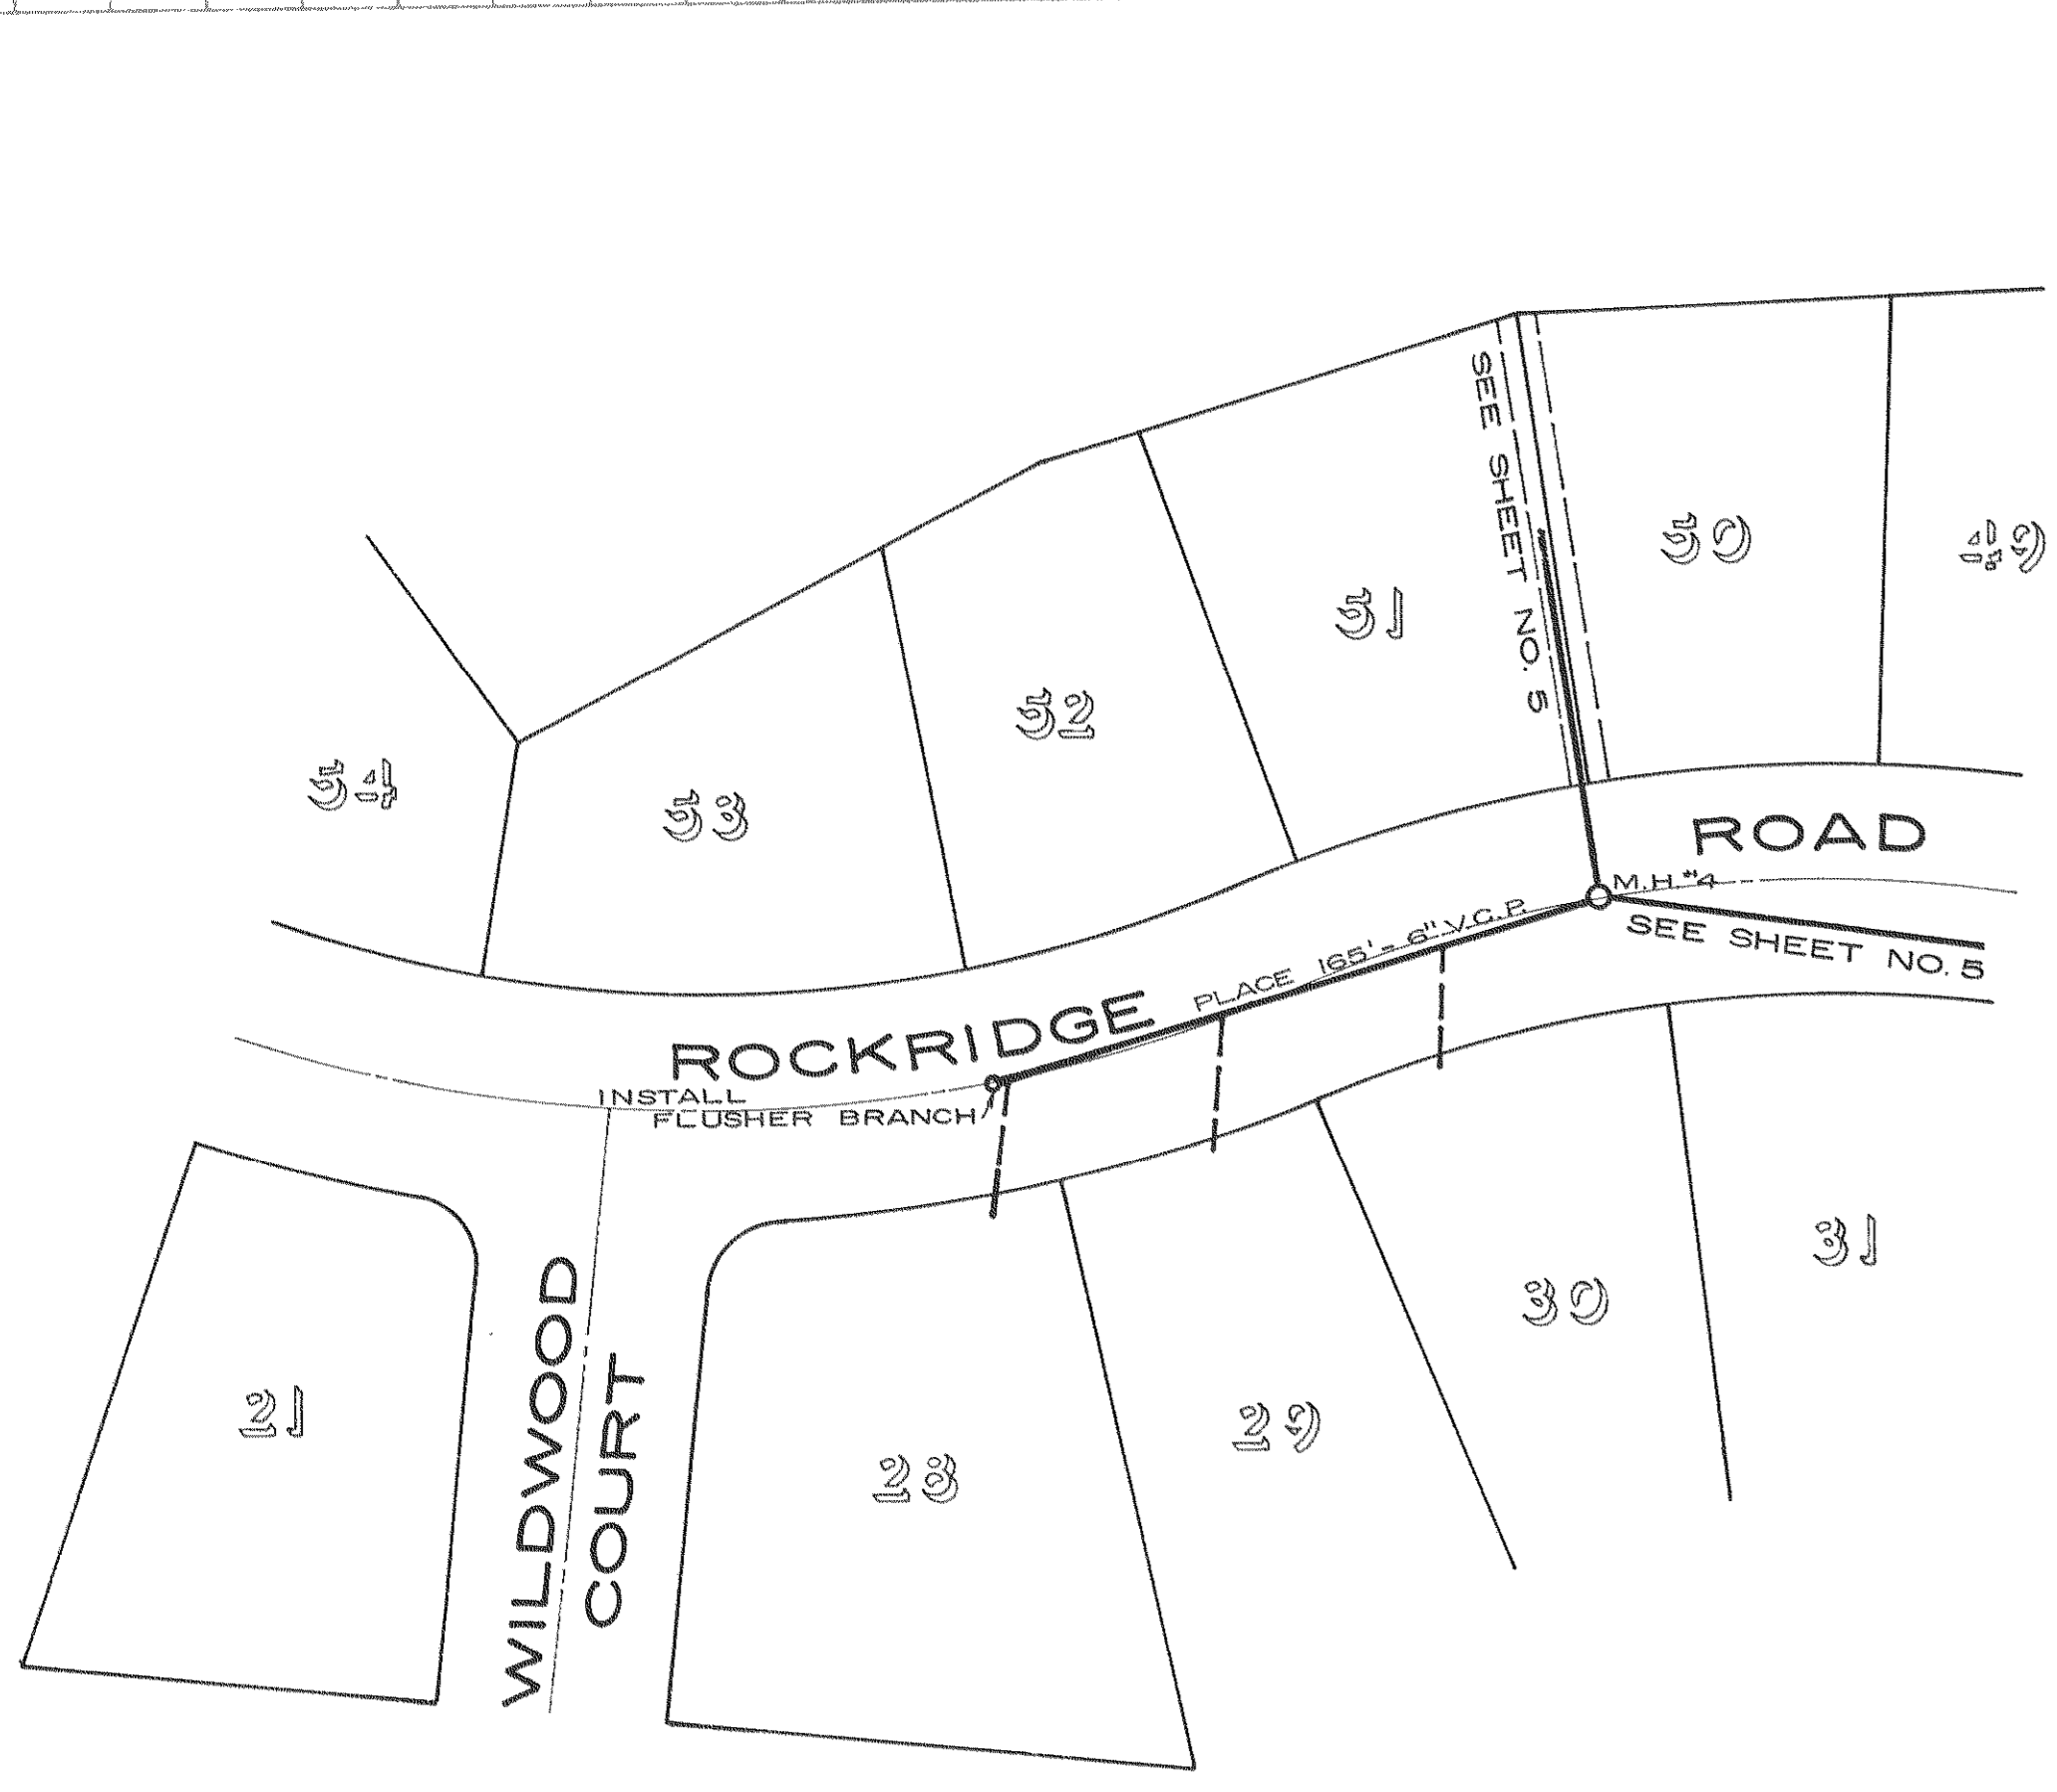 SEE SHEET NO. 5
50
49
51
52
54
53
ROAD
M.H. #4
SEE SHEET NO. 5
PLACE 165' - 6" V.C.P.
ROCKRIDGE
INSTALL
FLUSHER BRANCH
31
30
29
28
21
WILDWOOD
COURT